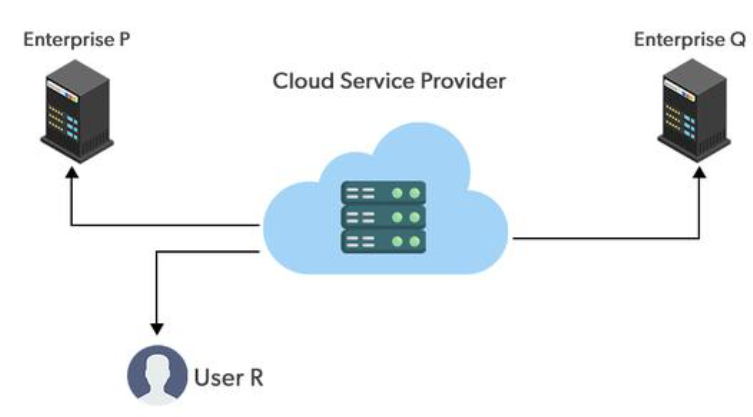 Enterprise P
Enterprise Q
Cloud Service Provider
User R